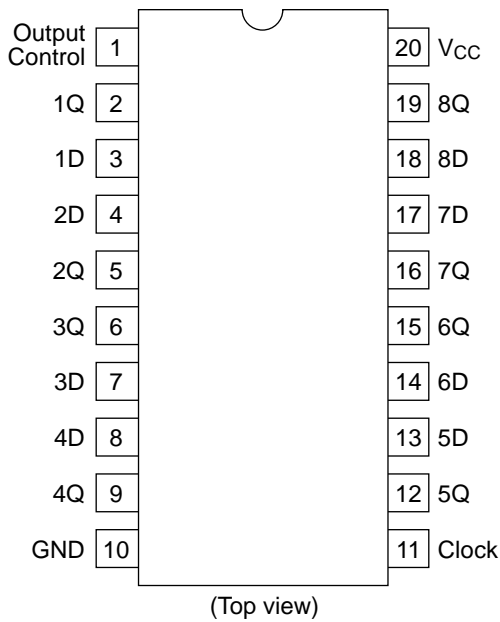 Output
Control 1
20 VCC
1Q 2
19 8Q
1D 3
18 8D
2D 4
17 7D
2Q 5
16 7Q
3Q 6
15 6Q
3D 7
14 6D
4D 8
13 5D
4Q 9
12 5Q
GND 10
11 Clock
(Top view)